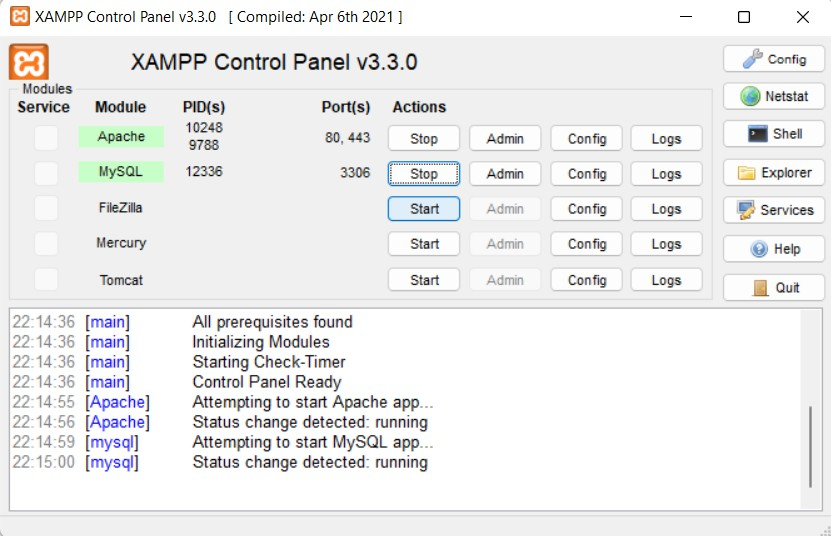 XAMPP Control Panel v3.3.0 [ Compiled: Apr 6th 2021 ]
XAMPP Control Panel v3.3.0
Config
Modules
Service Module PID(s) Port(s) Actions
Netstat
Apache 10248 9788 80, 443 Stop Admin Config Logs
Shell
MySQL 12336 3306 Stop Admin Config Logs
Explorer
FileZilla Start Admin Config Logs
Services
Mercury Start Admin Config Logs
Help
Tomcat Start Admin Config Logs
Quit
22:14:36 [main] All prerequisites found
22:14:36 [main] Initializing Modules
22:14:36 [main] Starting Check-Timer
22:14:36 [main] Control Panel Ready
22:14:55 [Apache] Attempting to start Apache app...
22:14:56 [Apache] Status change detected: running
22:14:59 [mysql] Attempting to start MySQL app...
22:15:00 [mysql] Status change detected: running